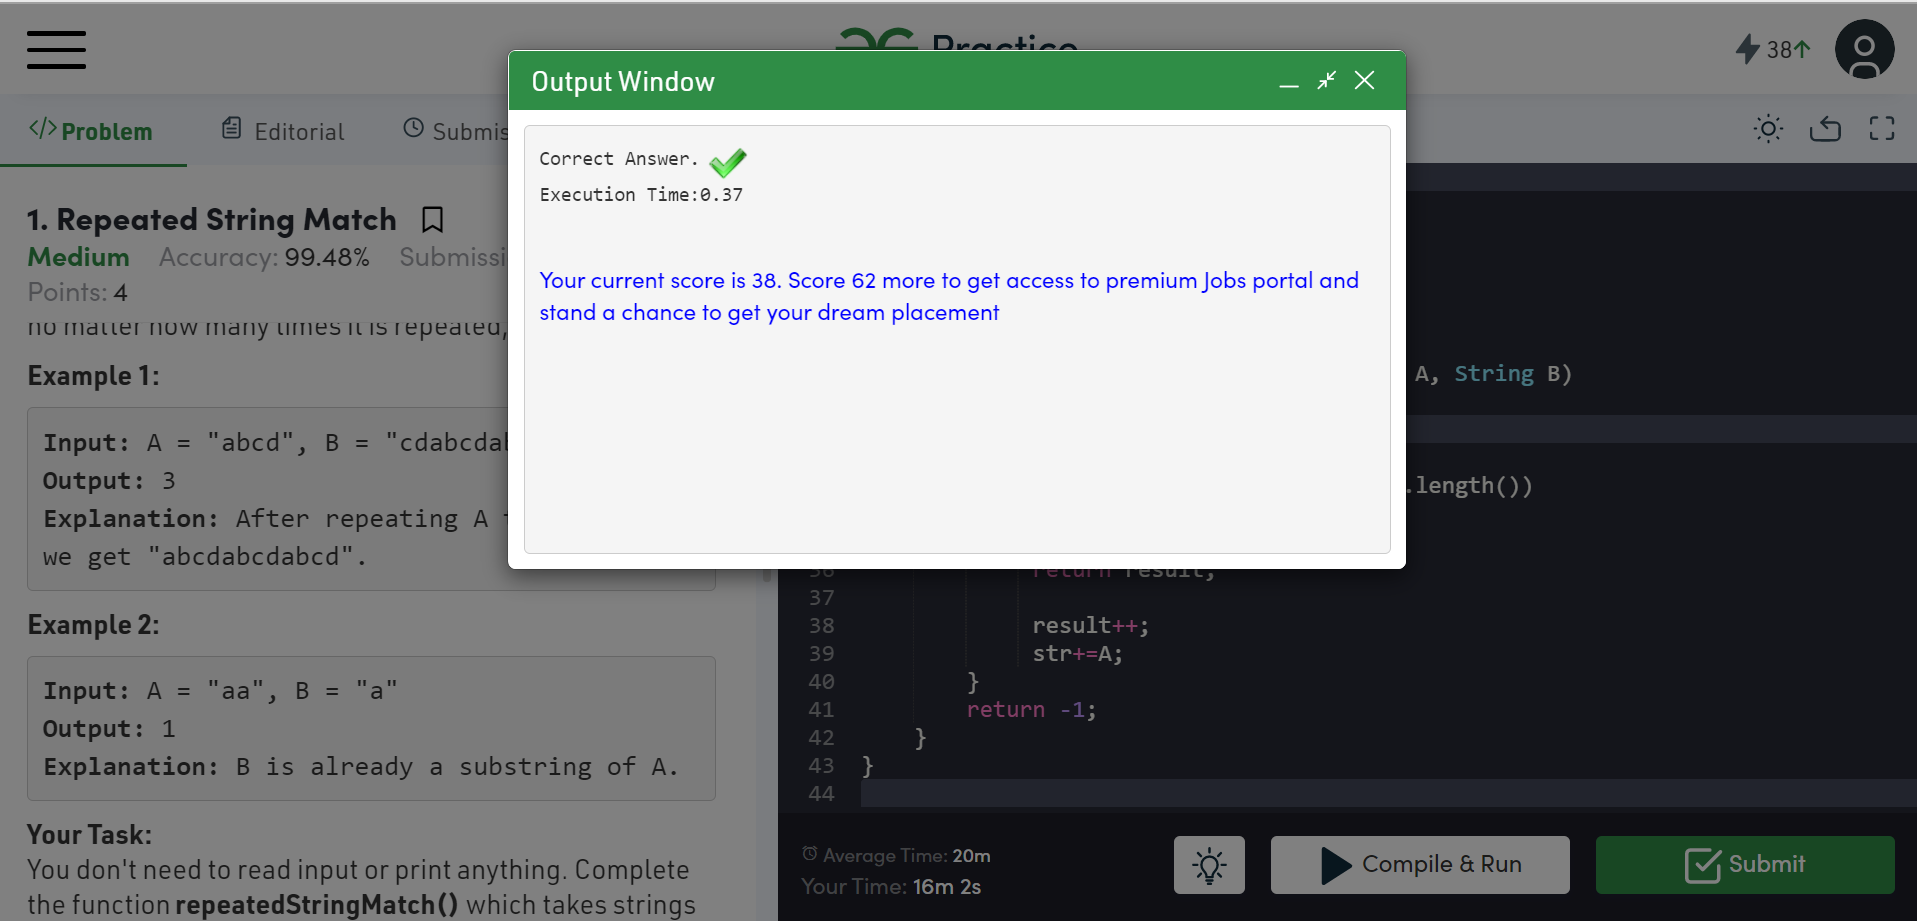 Practice
38
Problem
Editorial
Output Window
Correct Answer.
Execution Time:0.37
Your current score is 38. Score 62 more to get access to premium Jobs portal and
stand a chance to get your dream placement
1. Repeated String Match
Medium Accuracy: 99.48%
Points: 4
no matter how many times it is repeated,
Example 1:
Input: A = "abcd", B = "cdabcdab
Output: 3
Explanation: After repeating A
we get "abcdabcdabcd".
Example 2:
Input: A = "aa", B = "a"
Output: 1
Explanation: B is already a substring of A.
Your Task:
You don't need to read input or print anything. Complete
the function repeatedStringMatch() which takes strings
A, String B)
.length())
36 return result;
37
38 result++;
39 str+=A;
40 }
41 return -1;
42 }
43 }
44
Average Time: 20m
Your Time: 16m 2s
Compile & Run
Submit